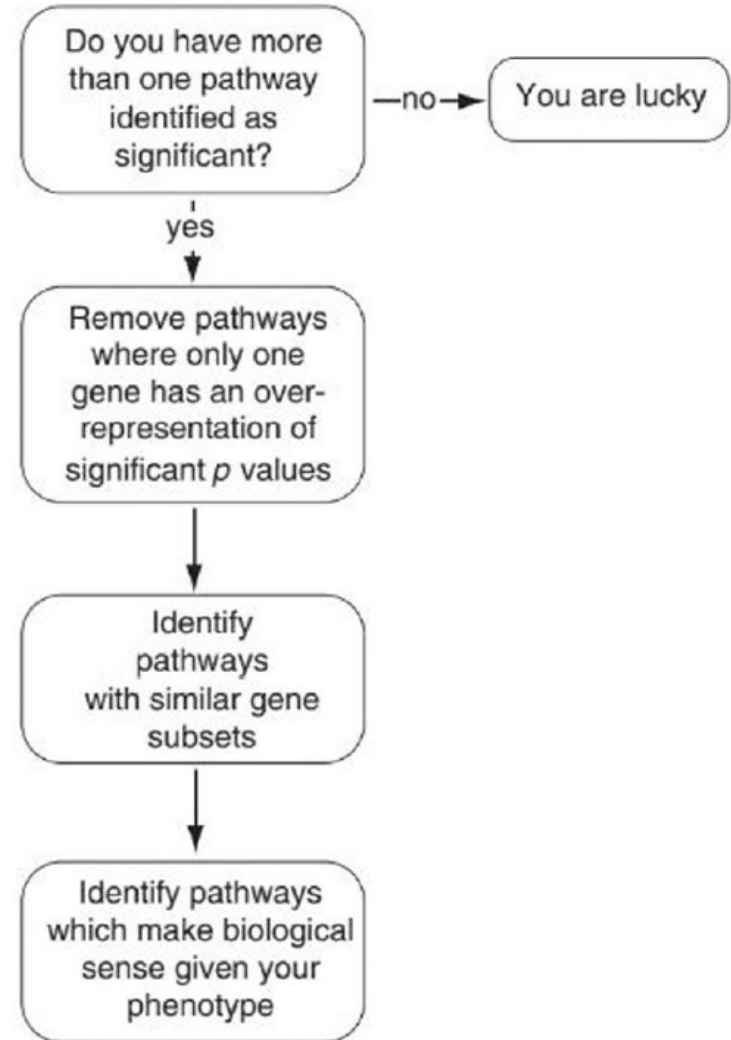 Do you have more
than one pathway
identified as
significant?
no
You are lucky
yes
Remove pathways
where only one
gene has an over-
representation of
significant p values
Identify
pathways
with similar gene
subsets
Identify pathways
which make biological
sense given your
phenotype